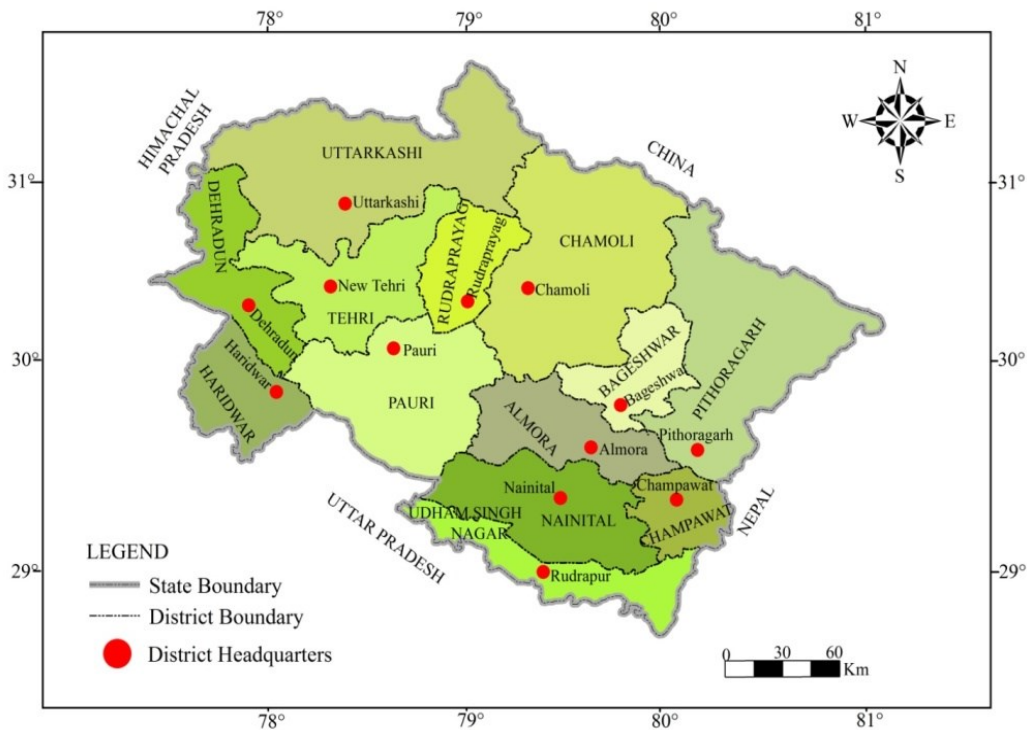 78°
79°
80°
81°
N
W
E
S
HIMACHAL
PRADESH
CHINA
UTTARKASHI
31°
31°
DEHRADUN
Uttarkashi
RUDRAPRAYAG
Rudraprayag
CHAMOLI
New Tehri
Chamoli
TEHRI
Dehradun
Pauri
30°
30°
Haridwar
HARIDWAR
PAURI
BAGESHWAR
Bageshwar
PITHORAGARH
ALMORA
Almora
Pithoragarh
Nainital
Champawat
UDHAM SINGH
NAGAR
NAINITAL
HAMPAWAT
NEPAL
UTTAR PRADESH
LEGEND
29°
29°
Rudrapur
State Boundary
District Boundary
District Headquarters
0
30
60
Km
78°
79°
80°
81°